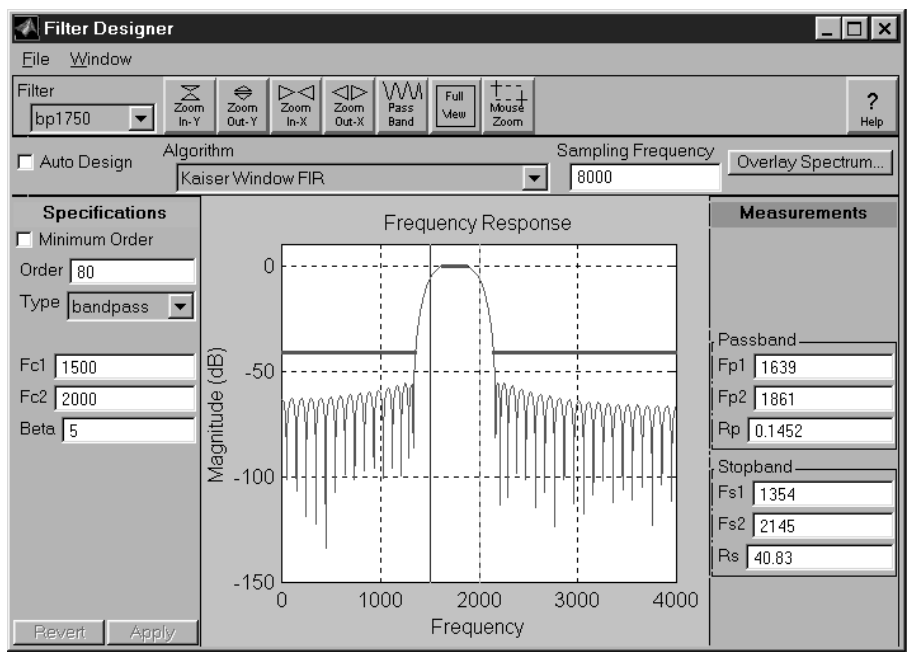 Filter Designer
File Window
Filter
bp1750
Zoom In-Y
Zoom Out-Y
Zoom In-X
Zoom Out-X
Pass Band
Full View
Mouse Zoom
?
Help
Auto Design
Algorithm
Kaiser Window FIR
Sampling Frequency
8000
Overlay Spectrum...
Specifications
Minimum Order
Order 80
Type bandpass
Fc1 1500
Fc2 2000
Beta 5
Revert Apply
Frequency Response
Magnitude (dB)
0
-50
-100
-150
0 1000 2000 3000 4000
Frequency
Measurements
Passband
Fp1 1639
Fp2 1861
Rp 0.1452
Stopband
Fs1 1354
Fs2 2145
Rs 40.83